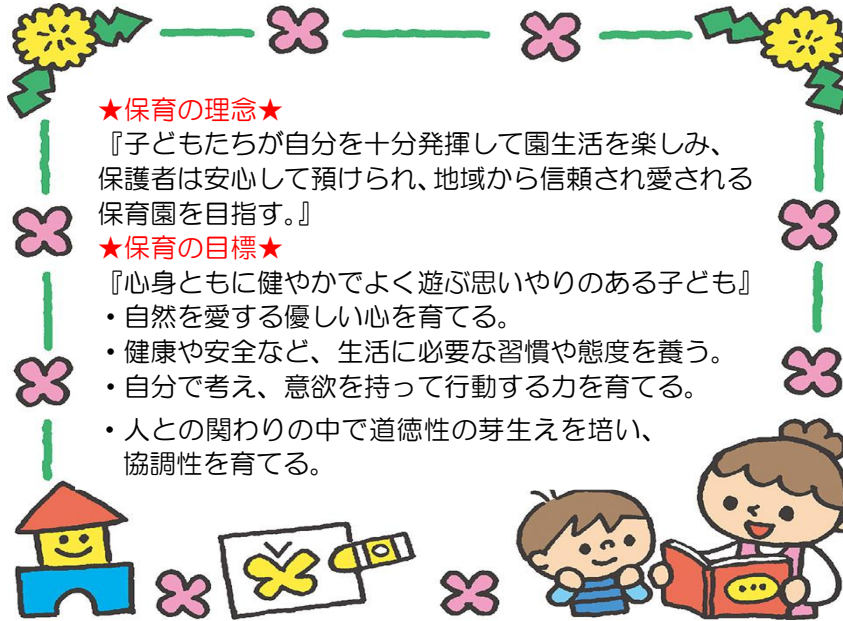 ★保育の理念★
『子どもたちが自分を十分発揮して園生活を楽しみ、
保護者は安心して預けられ、地域から信頼され愛される
保育園を目指す。』
★保育の目標★
『心身ともに健やかでよく遊ぶ思いやりのある子ども』
・自然を愛する優しい心を育てる。
・健康や安全など、生活に必要な習慣や態度を養う。
・自分で考え、意欲を持って行動する力を育てる。
・人との関わりの中で道徳性の芽生えを培い、
協調性を育てる。